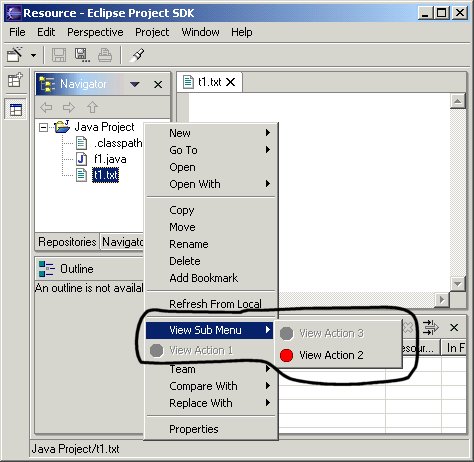 Resource - Eclipse Project SDK
File Edit Perspective Project Window Help
Navigator
t1.txt
Java Project
.classpath
f1.java
t1.txt
Repositories Navigato
Outline
An outline is not availa
New
Go To
Open
Open With
Copy
Move
Rename
Delete
Add Bookmark
Refresh From Local
View Sub Menu
View Action 1
Team
Compare With
Replace With
Properties
View Action 3
View Action 2
esour... In F
Java Project/t1.txt